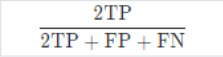 2TP
2TP + FP + FN